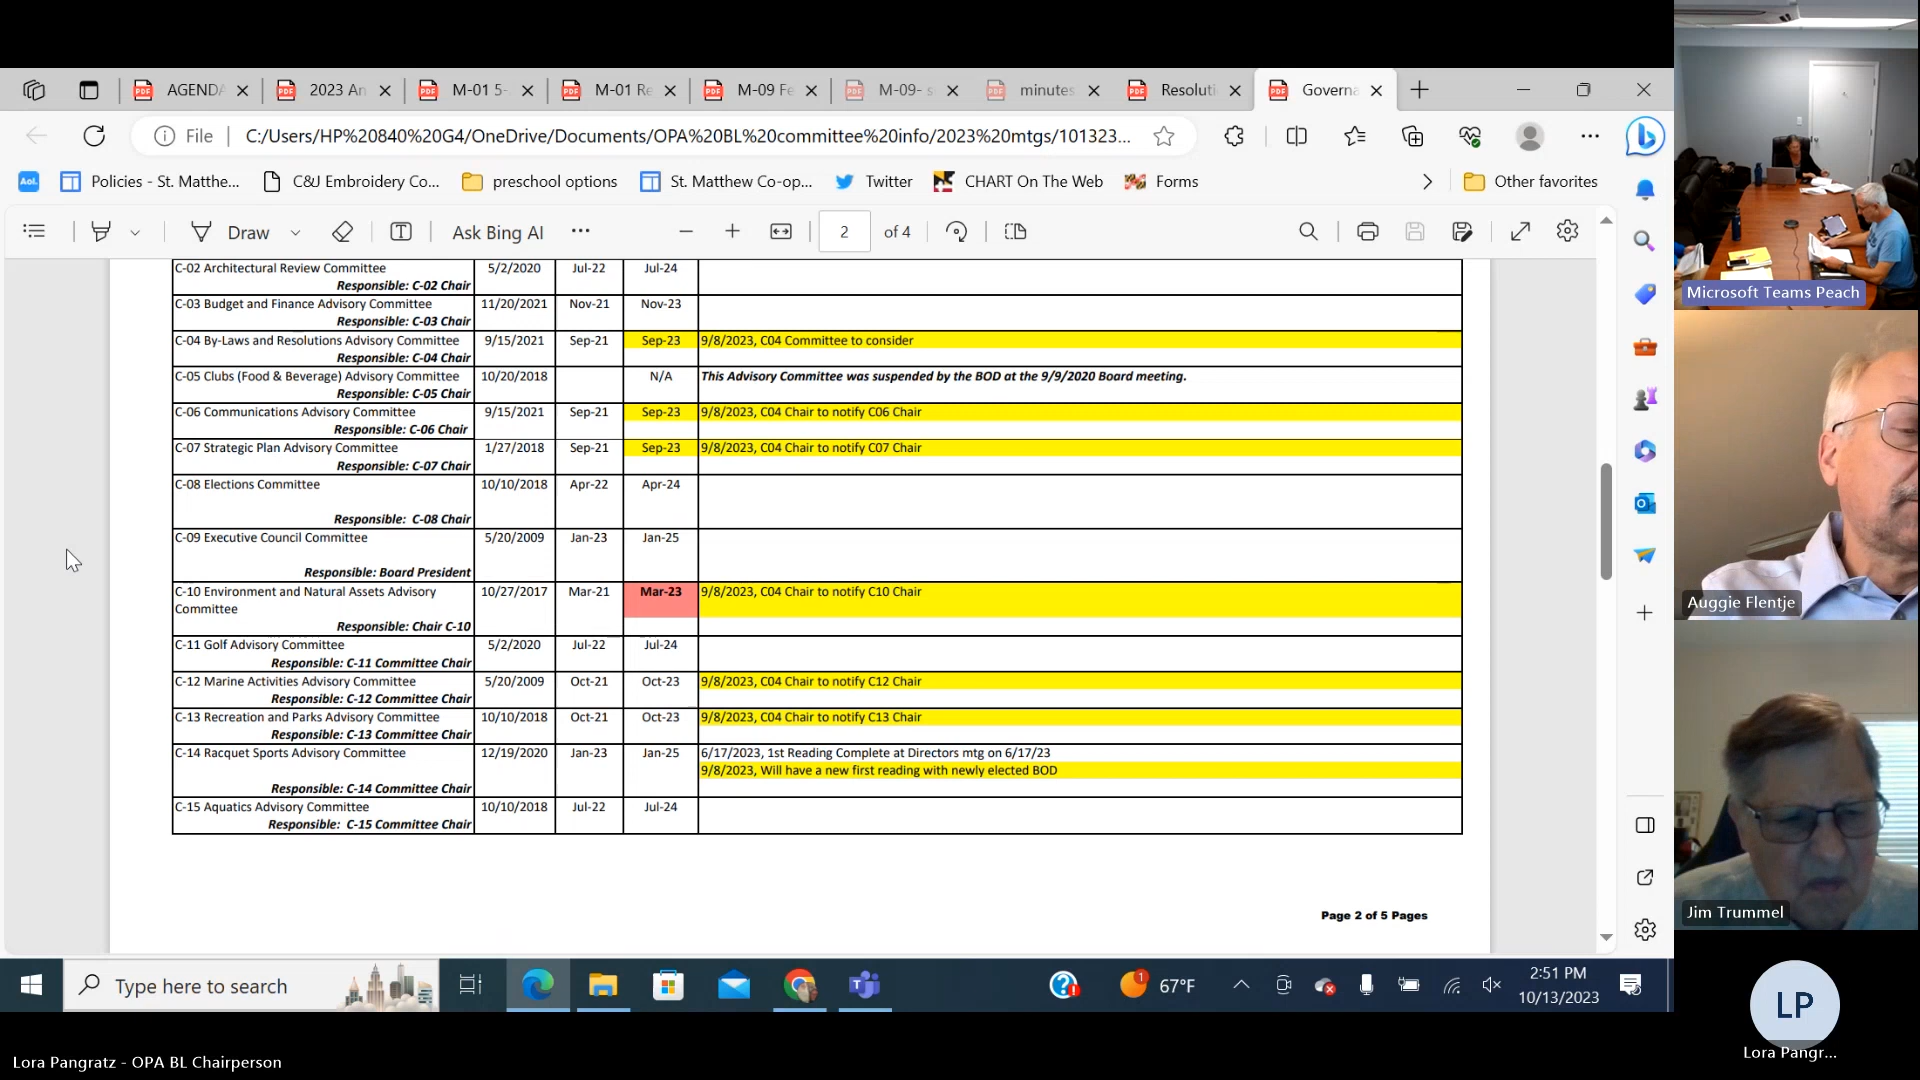 AGENDA
2023 An
M-01 5-
M-01 Re
M-09 Fe
M-09- s
minutes
Resoluti
Governa
File
C:/Users/HP%20840%20G4/OneDrive/Documents/OPA%20BL%20committee%20info/2023%20mtgs/101323...
Aol.
Policies - St. Matthe...
C&J Embroidery Co...
preschool options
St. Matthew Co-op...
Twitter
CHART On The Web
Forms
Other favorites
Draw
Ask Bing AI
2 of 4
C-02 Architectural Review Committee 5/2/2020 Jul-22 Jul-24
Responsible: C-02 Chair
C-03 Budget and Finance Advisory Committee 11/20/2021 Nov-21 Nov-23
Responsible: C-03 Chair
C-04 By-Laws and Resolutions Advisory Committee 9/15/2021 Sep-21 Sep-23 9/8/2023, C04 Committee to consider
Responsible: C-04 Chair
C-05 Clubs (Food & Beverage) Advisory Committee 10/20/2018 N/A This Advisory Committee was suspended by the BOD at the 9/9/2020 Board meeting.
Responsible: C-05 Chair
C-06 Communications Advisory Committee 9/15/2021 Sep-21 Sep-23 9/8/2023, C04 Chair to notify C06 Chair
Responsible: C-06 Chair
C-07 Strategic Plan Advisory Committee 1/27/2018 Sep-21 Sep-23 9/8/2023, C04 Chair to notify C07 Chair
Responsible: C-07 Chair
C-08 Elections Committee 10/10/2018 Apr-22 Apr-24
Responsible: C-08 Chair
C-09 Executive Council Committee 5/20/2009 Jan-23 Jan-25
Responsible: Board President
C-10 Environment and Natural Assets Advisory 10/27/2017 Mar-21 Mar-23 9/8/2023, C04 Chair to notify C10 Chair
Committee
Responsible: Chair C-10
C-11 Golf Advisory Committee 5/2/2020 Jul-22 Jul-24
Responsible: C-11 Committee Chair
C-12 Marine Activities Advisory Committee 5/20/2009 Oct-21 Oct-23 9/8/2023, C04 Chair to notify C12 Chair
Responsible: C-12 Committee Chair
C-13 Recreation and Parks Advisory Committee 10/10/2018 Oct-21 Oct-23 9/8/2023, C04 Chair to notify C13 Chair
Responsible: C-13 Committee Chair
C-14 Racquet Sports Advisory Committee 12/19/2020 Jan-23 Jan-25 6/17/2023, 1st Reading Complete at Directors mtg on 6/17/23
9/8/2023, Will have a new first reading with newly elected BOD
Responsible: C-14 Committee Chair
C-15 Aquatics Advisory Committee 10/10/2018 Jul-22 Jul-24
Responsible: C-15 Committee Chair
Page 2 of 5 Pages
Type here to search
1
67°F
2:51 PM
10/13/2023
Microsoft Teams Peach
Auggie Flentje
Jim Trummel
LP
Lora Pangr...
Lora Pangratz - OPA BL Chairperson